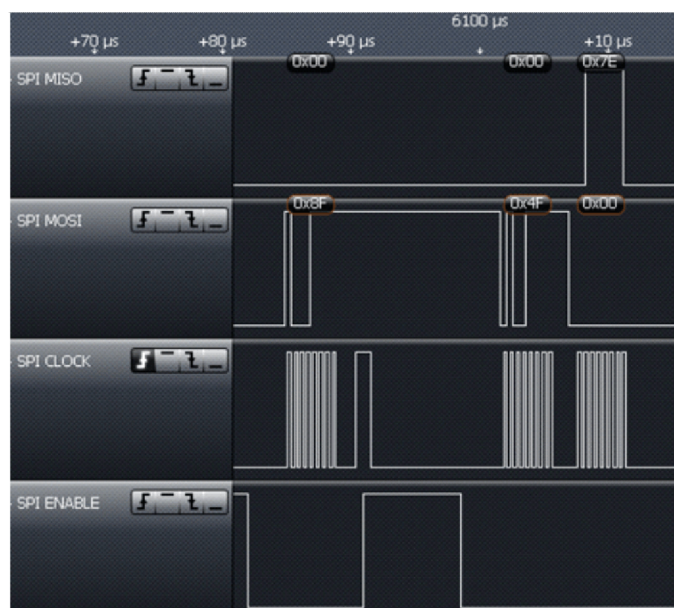 6100 µs
+70 µs +80 µs +90 µs +10 µs
0x00 0x00 0x7E
SPI MISO
0x8F 0x4F 0x00
SPI MOSI
SPI CLOCK
SPI ENABLE